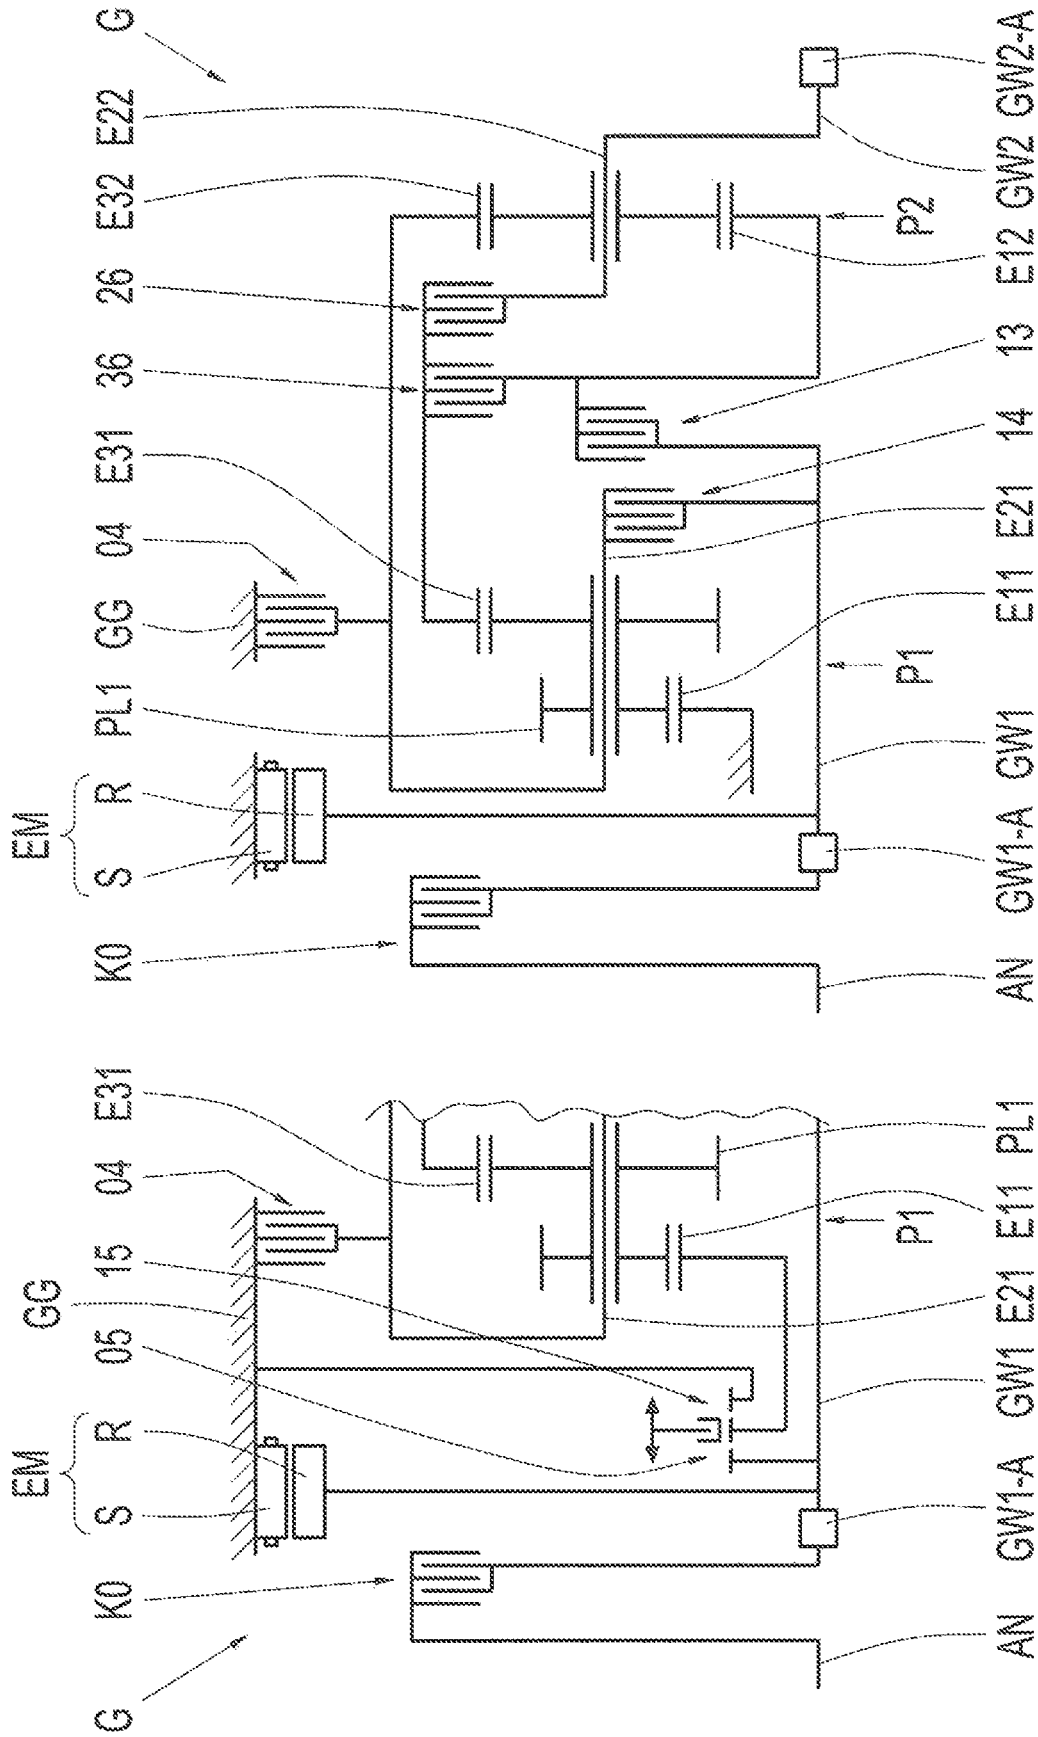 EM
K0 S R PL1 GG 04 E31 36 26 E32 E22 G
AN GW1-A GW1 P1 E11 E21 14 13 E12 P2 GW2 GW2-A
EM GG
G K0 S R 05 15 04 E31
AN GW1-A GW1 E21 P1 E11 PL1